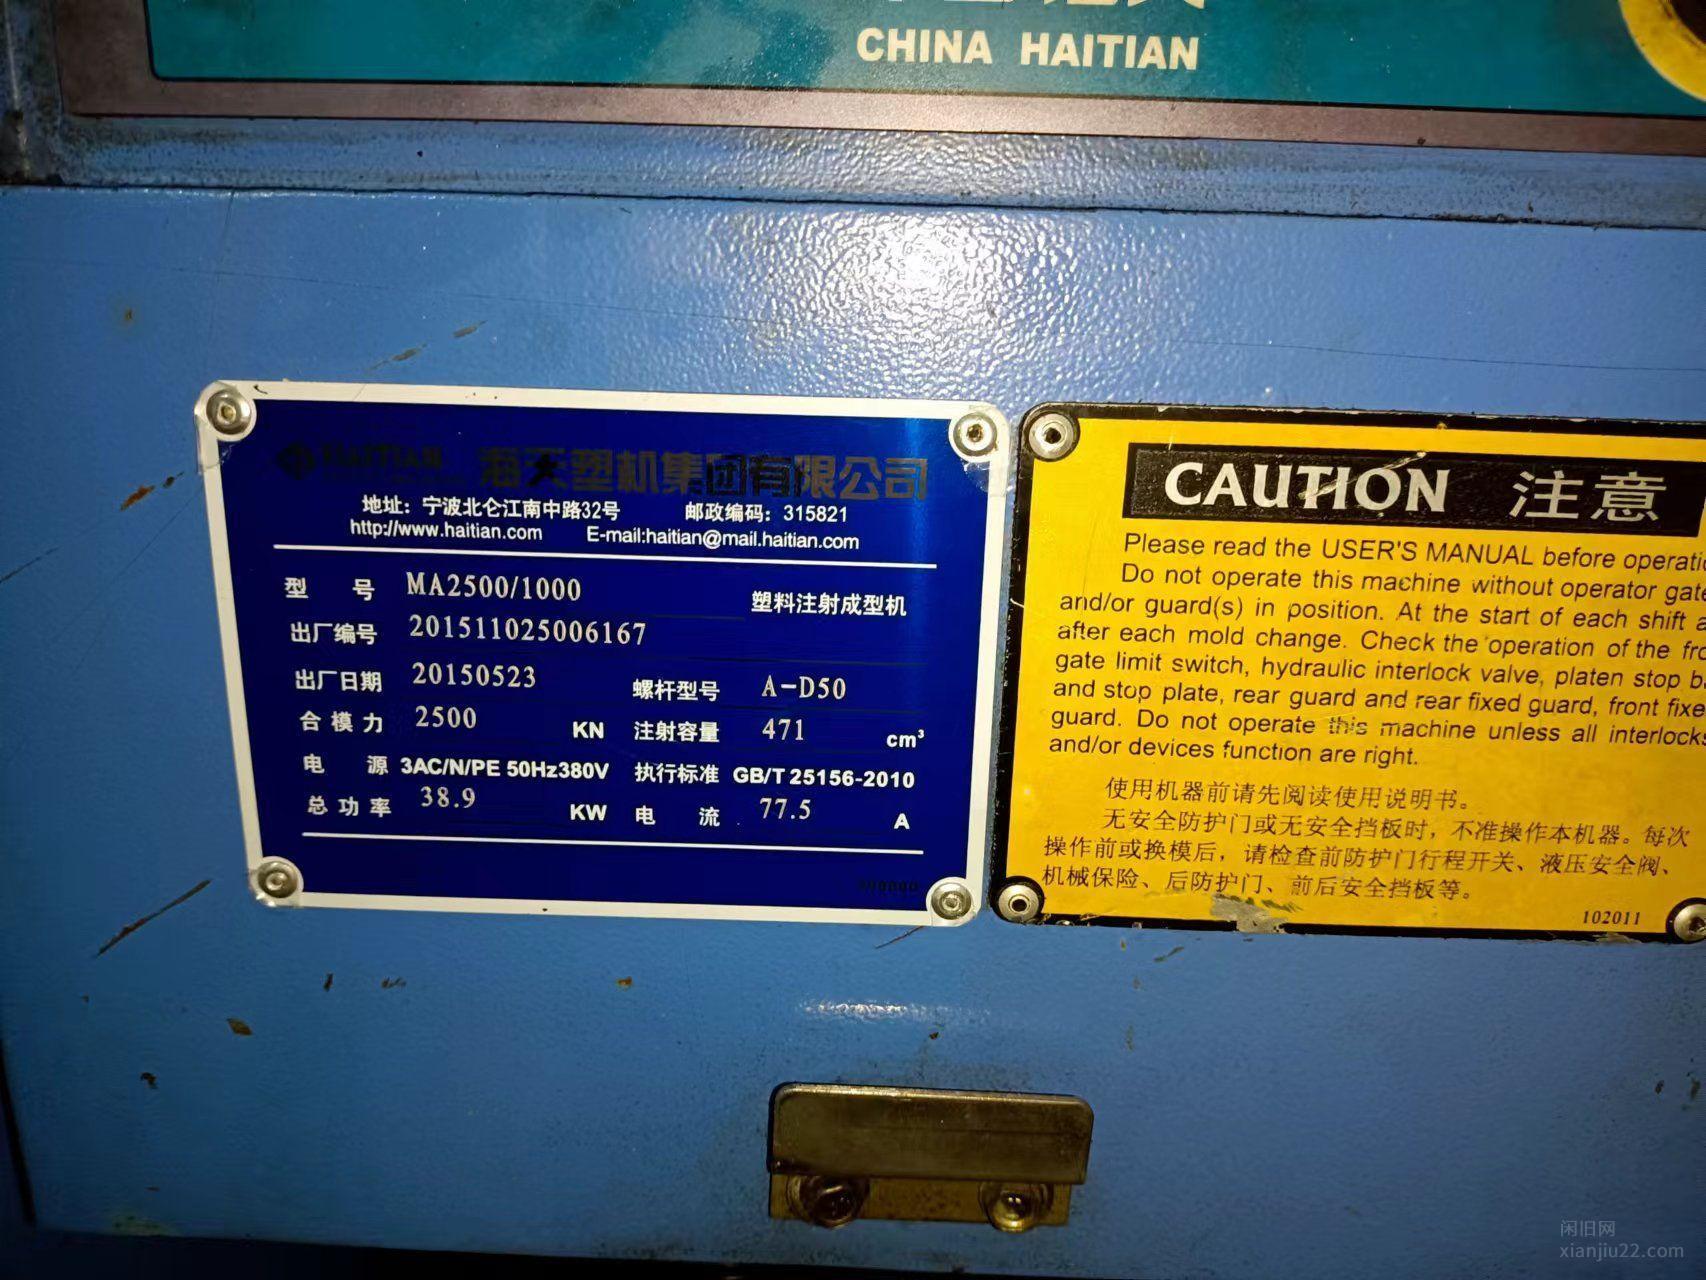 CHINA HAITIAN
HAITIAN 海天塑机集团有限公司
地址：宁波北仑江南中路32号 邮政编码：315821
http://www.haitian.com E-mail:haitian@mail.haitian.com
型 号 MA2500/1000 塑料注射成型机
出厂编号 201511025006167
出厂日期 20150523 螺杆型号 A-D50
合模力 2500 KN 注射容量 471 cm³
电 源 3AC/N/PE 50Hz380V 执行标准 GB/T 25156-2010
总功率 38.9 KW 电 流 77.5 A
CAUTION 注意
Please read the USER'S MANUAL before operati
Do not operate this machine without operator gate
and/or guard(s) in position. At the start of each shift a
after each mold change. Check the operation of the fro
gate limit switch, hydraulic interlock valve, platen stop b
and stop plate, rear guard and rear fixed guard, front fixe
guard. Do not operate this machine unless all interlocks
and/or devices function are right.
使用机器前请先阅读使用说明书。
无安全防护门或无安全挡板时，不准操作本机器。每次
操作前或换模后，请检查前防护门行程开关、液压安全阀、
机械保险、后防护门、前后安全挡板等。
102011
闲旧网
xianjiu22.com